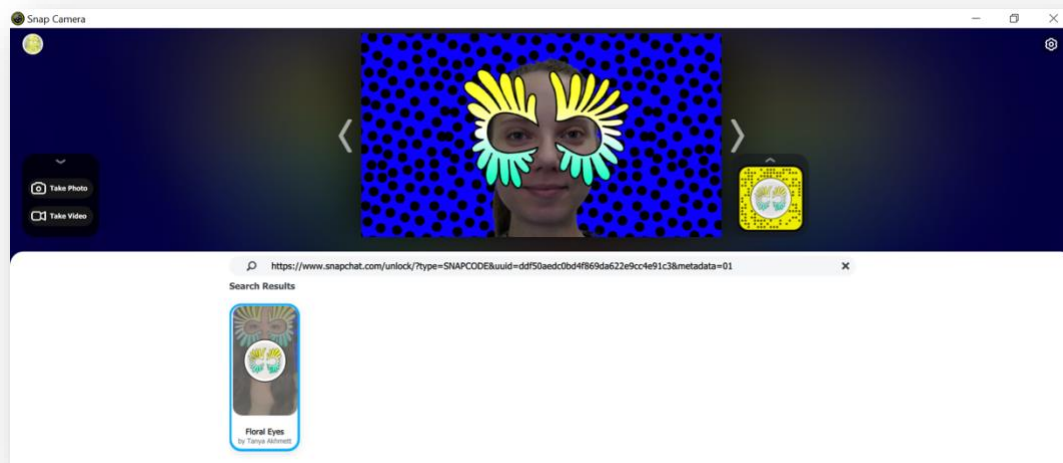 Snap Camera
Take Photo
Take Video
https://www.snapchat.com/unlock/?type=SNAPCODE&uuid=ddf50aedc0bd4f869da622e9cc4e91c3&metadata=01
Search Results
Floral Eyes
by Tanya Akhmett